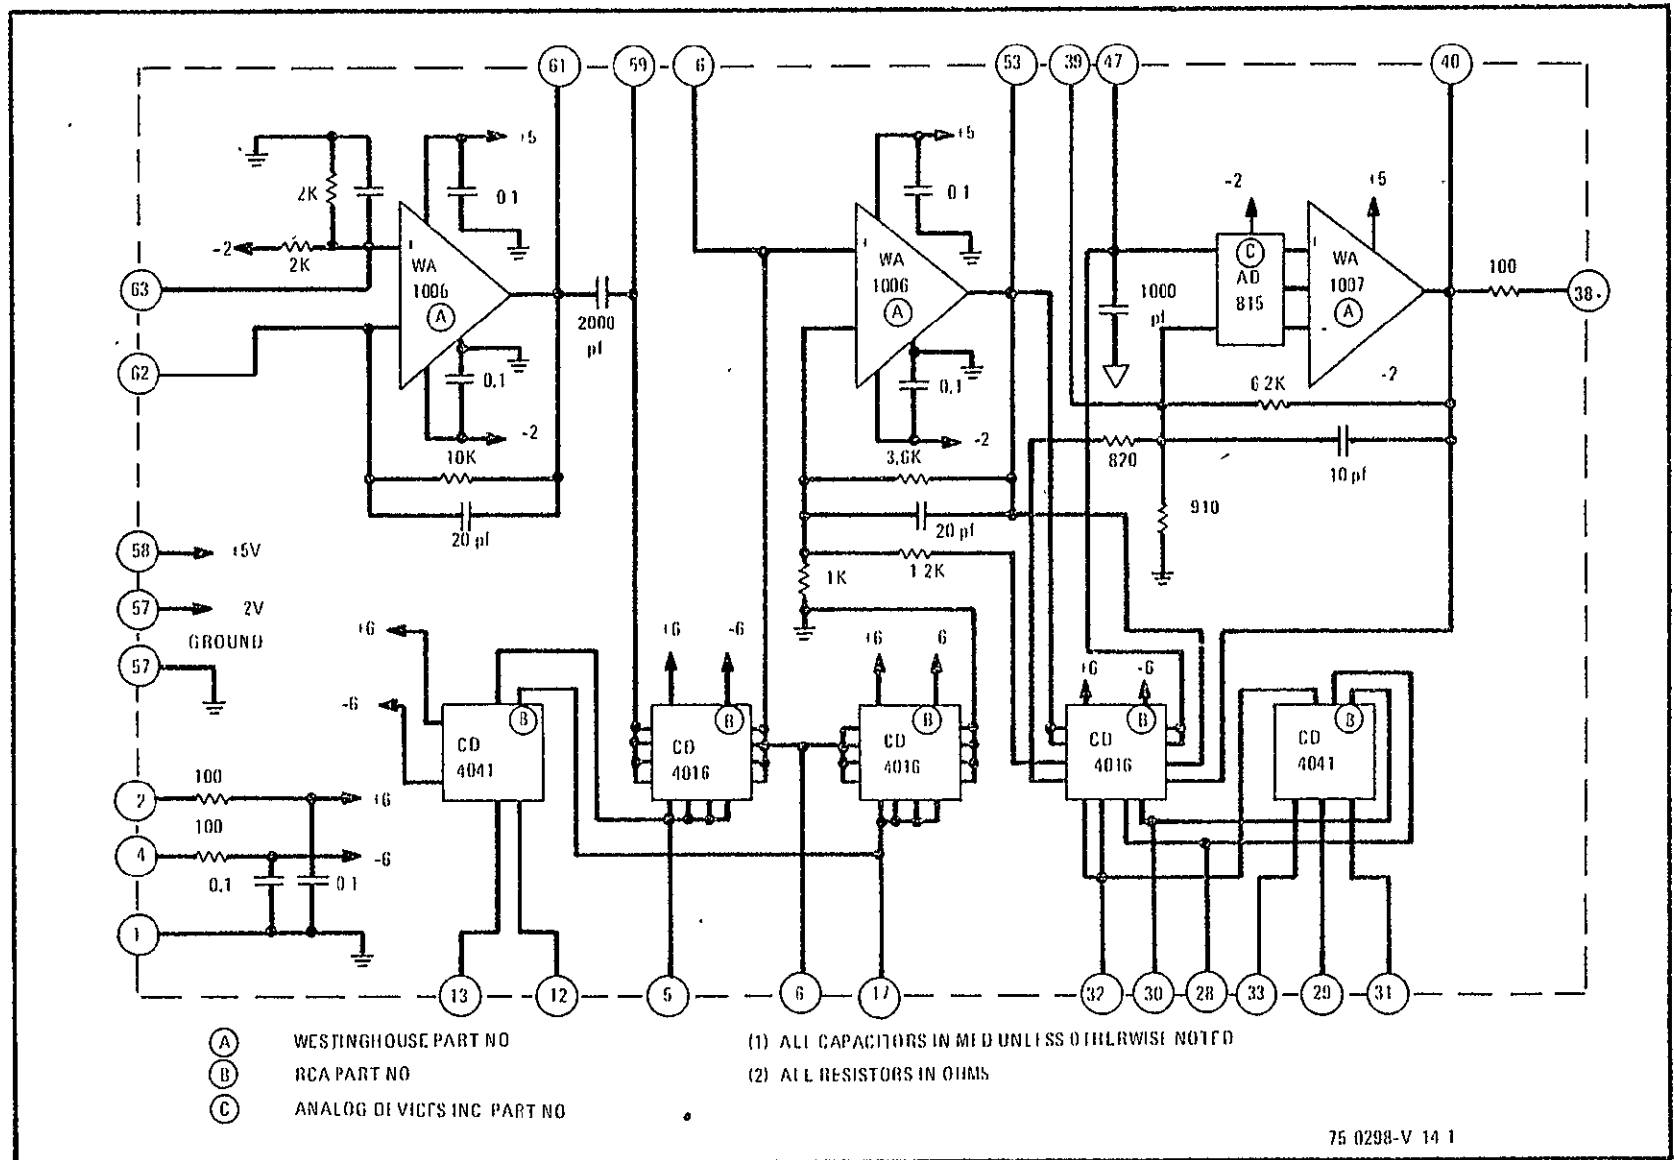 61 59 6 53 39 47 40
+5 +5
2K 0.1 0.1 -2 +5
-2 2K
WA 1006 A
WA 1006 A
C AD 815
WA 1007 A
100
63 38
2000 pf
1000 pf
62
0.1 0.1 -2
6.2K
-2 -2
10K 3.6K 820 10 pf
910
20 pf 20 pf
58 +5V
1K 1.2K
57 2V
GROUND
57
+6 +6 -6 +6 6 +6 -6
-6
B CD 4041
B CD 4016
B CD 4016
B CD 4016
B CD 4041
2 100 +6
4 100 -6
0.1 0.1
1
13 12 5 6 17 32 30 28 33 29 31
A WESTINGHOUSE PART NO
B RCA PART NO
C ANALOG DEVICES INC PART NO
(1) ALL CAPACITORS IN MFD UNLESS OTHERWISE NOTED
(2) ALL RESISTORS IN OHMS
75 0298-V 14 1